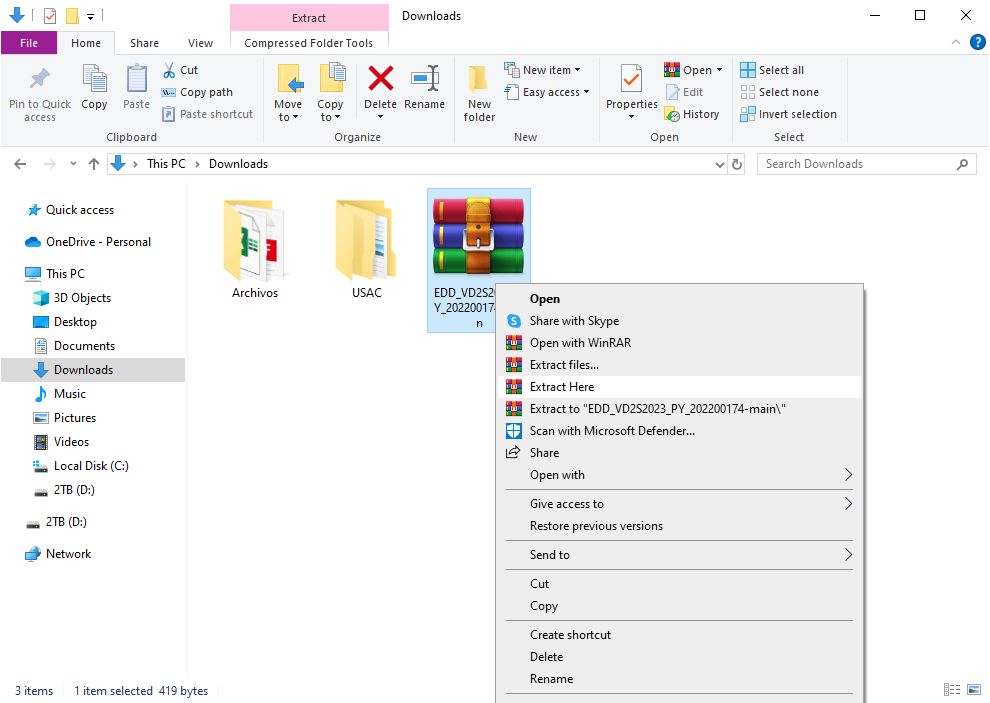 Extract
Downloads
File
Home
Share
View
Compressed Folder Tools
Pin to Quick
access
Copy
Paste
Cut
Copy path
Paste shortcut
Clipboard
Move
to
Copy
to
Delete
Rename
Organize
New
folder
New item
Easy access
New
Properties
Open
Edit
History
Open
Select all
Select none
Invert selection
Select
This PC > Downloads
Search Downloads
Quick access
OneDrive - Personal
This PC
3D Objects
Desktop
Documents
Downloads
Music
Pictures
Videos
Local Disk (C:)
2TB (D:)
2TB (D:)
Network
Archivos
USAC
EDD_VD2S20
Y_20220017
n
Open
Share with Skype
Open with WinRAR
Extract files...
Extract Here
Extract to "EDD_VD2S2023_PY_202200174-main\"
Scan with Microsoft Defender...
Share
Open with
Give access to
Restore previous versions
Send to
Cut
Copy
Create shortcut
Delete
Rename
3 items
1 item selected 419 bytes